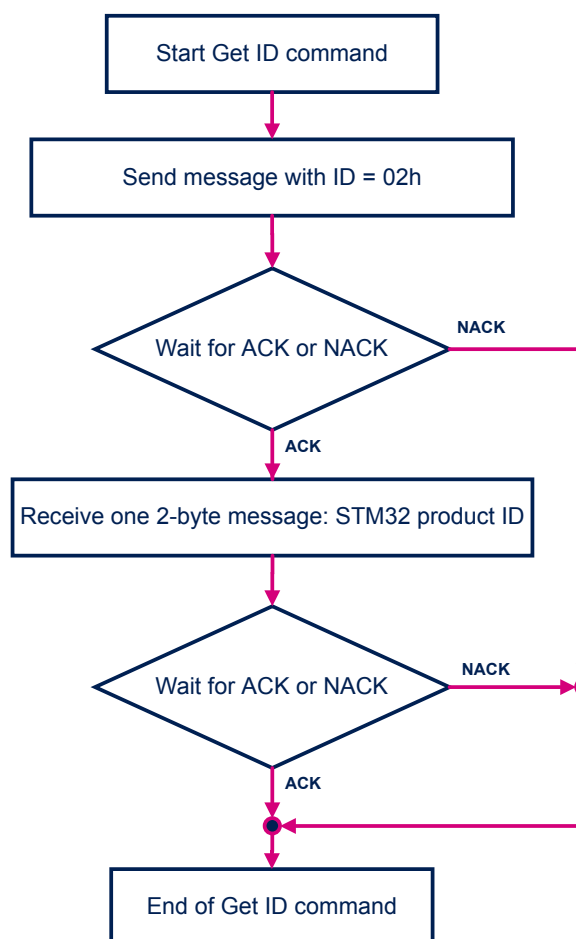 Start Get ID command
Send message with ID = 02h
Wait for ACK or NACK
NACK
ACK
Receive one 2-byte message: STM32 product ID
Wait for ACK or NACK
NACK
ACK
End of Get ID command